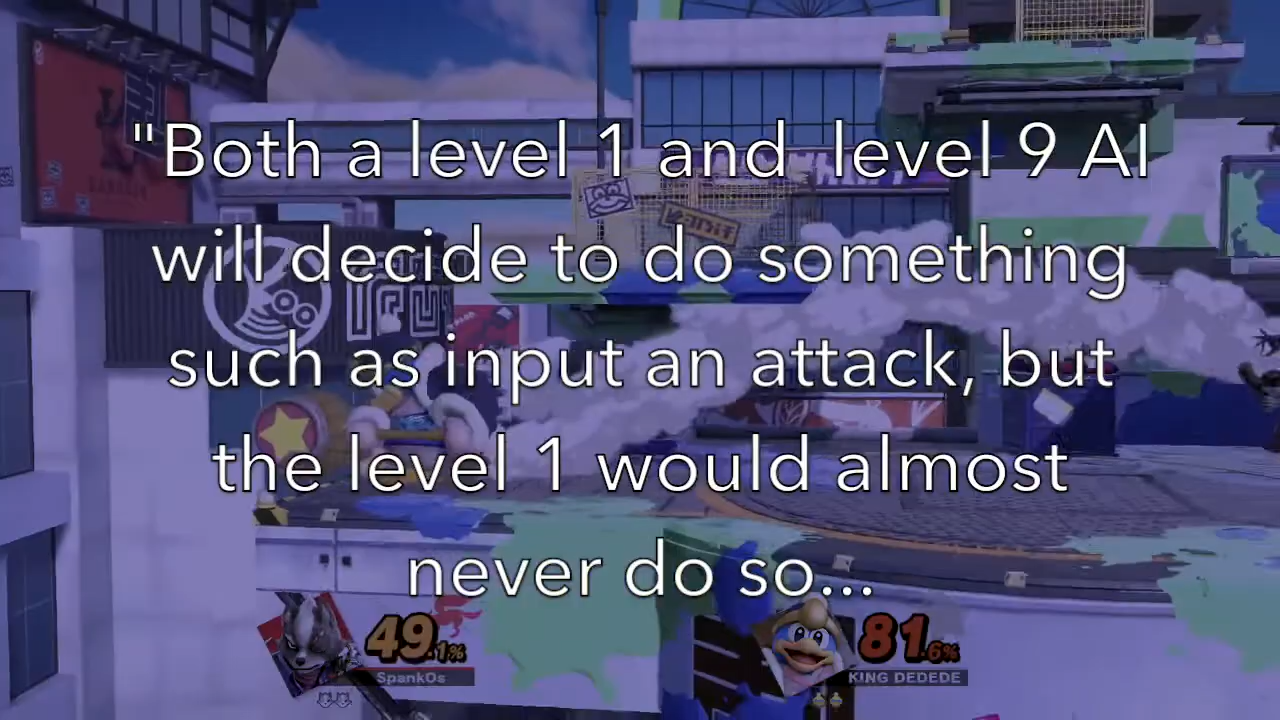 "Both a level 1 and  level 9 AI
will decide to do something
such as input an attack, but
the level 1 would almost
never do so...
49.1%
SpankOs
81.6%
KING DEDEDE